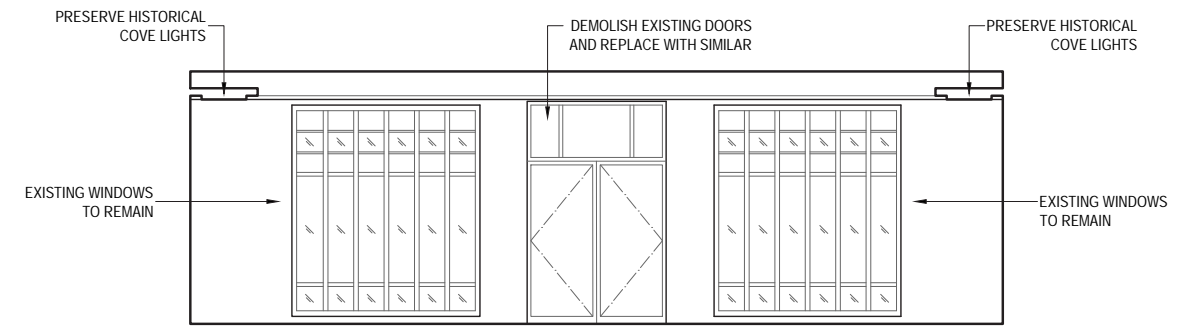 PRESERVE HISTORICAL
COVE LIGHTS
DEMOLISH EXISTING DOORS
AND REPLACE WITH SIMILAR
PRESERVE HISTORICAL
COVE LIGHTS
EXISTING WINDOWS
TO REMAIN
EXISTING WINDOWS
TO REMAIN